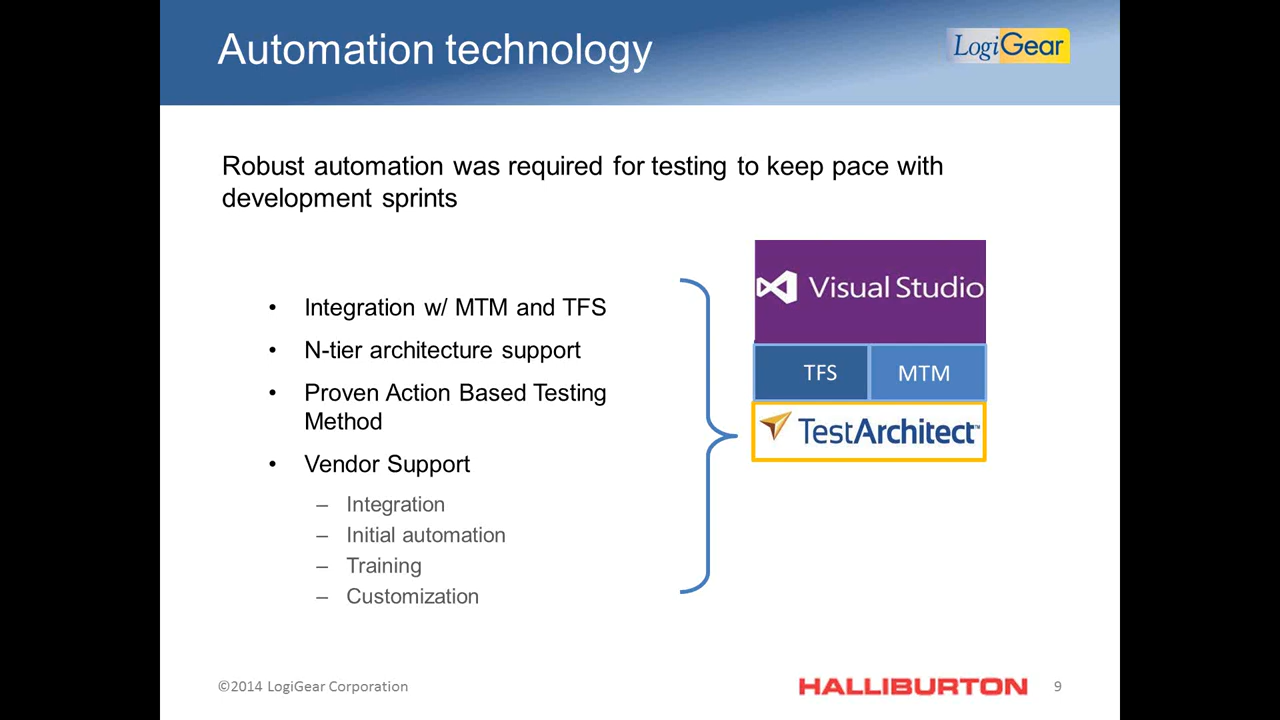 Automation technology
LogiGear
Robust automation was required for testing to keep pace with
development sprints
• Integration w/ MTM and TFS
• N-tier architecture support
• Proven Action Based Testing
Method
• Vendor Support
– Integration
– Initial automation
– Training
– Customization
Visual Studio
TFS MTM
TestArchitect™
©2014 LogiGear Corporation
HALLIBURTON
9